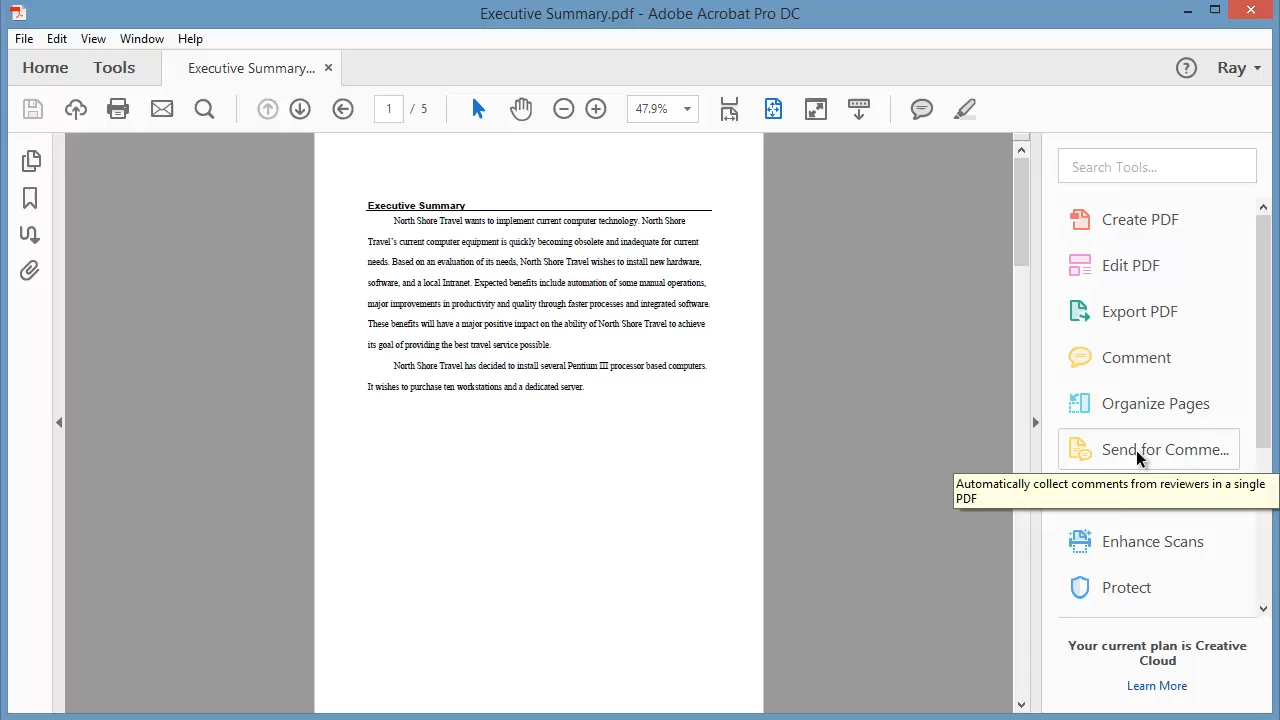 Executive Summary.pdf - Adobe Acrobat Pro DC
File Edit View Window Help
Home Tools Executive Summary... × ? Ray
1 / 5 47.9%
Search Tools...
Executive Summary
North Shore Travel wants to implement current computer technology. North Shore
Travel's current computer equipment is quickly becoming obsolete and inadequate for current
needs. Based on an evaluation of its needs, North Shore Travel wishes to install new hardware,
software, and a local Intranet. Expected benefits include automation of some manual operations,
major improvements in productivity and quality through faster processes and integrated software.
These benefits will have a major positive impact on the ability of North Shore Travel to achieve
its goal of providing the best travel service possible.
North Shore Travel has decided to install several Pentium III processor based computers.
It wishes to purchase ten workstations and a dedicated server.
Create PDF
Edit PDF
Export PDF
Comment
Organize Pages
Send for Comme...
Automatically collect comments from reviewers in a single
PDF
Enhance Scans
Protect
Your current plan is Creative
Cloud
Learn More